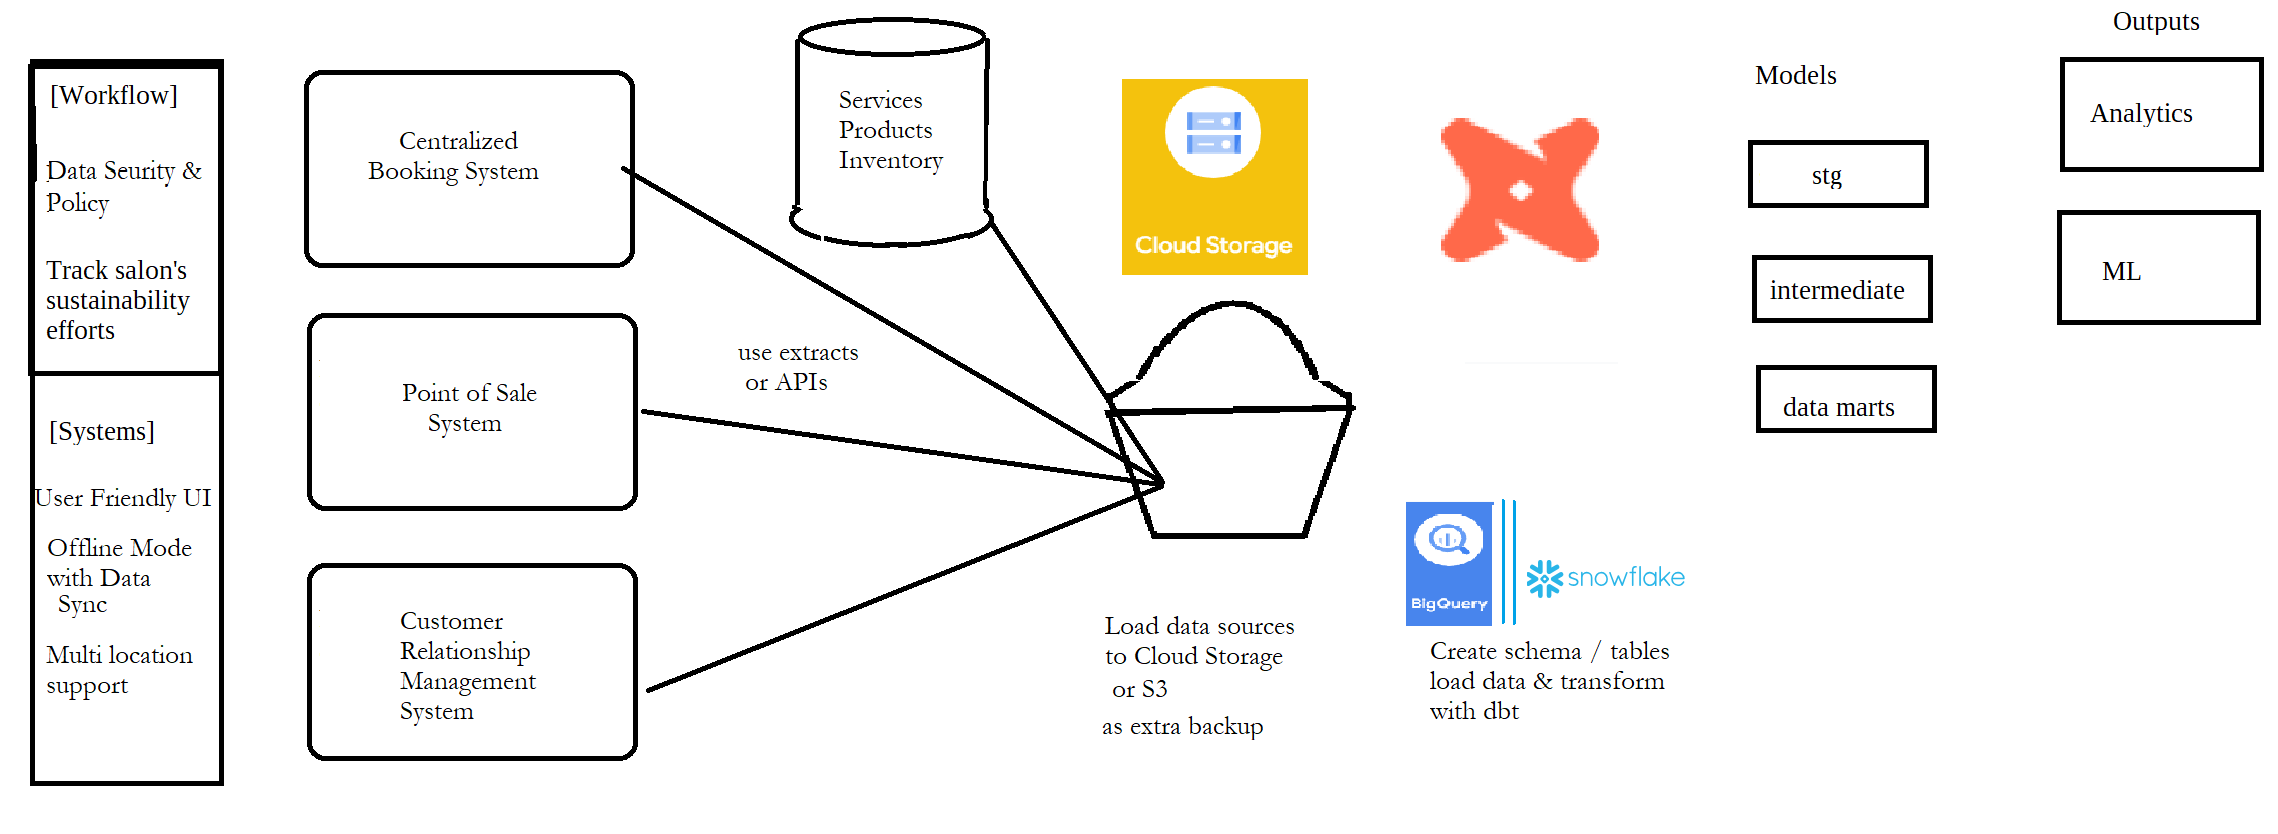 [Workflow]
Data Seurity &
Policy
Track salon's
sustainability
efforts
[Systems]
User Friendly UI
Offline Mode
with Data
Sync
Multi location
support
Centralized
Booking System
Point of Sale
System
Customer
Relationship
Management
System
Services
Products
Inventory
use extracts
or APIs
Cloud Storage
Load data sources
to Cloud Storage
or S3
as extra backup
BigQuery
snowflake
Create schema / tables
load data & transform
with dbt
Models
stg
intermediate
data marts
Outputs
Analytics
ML